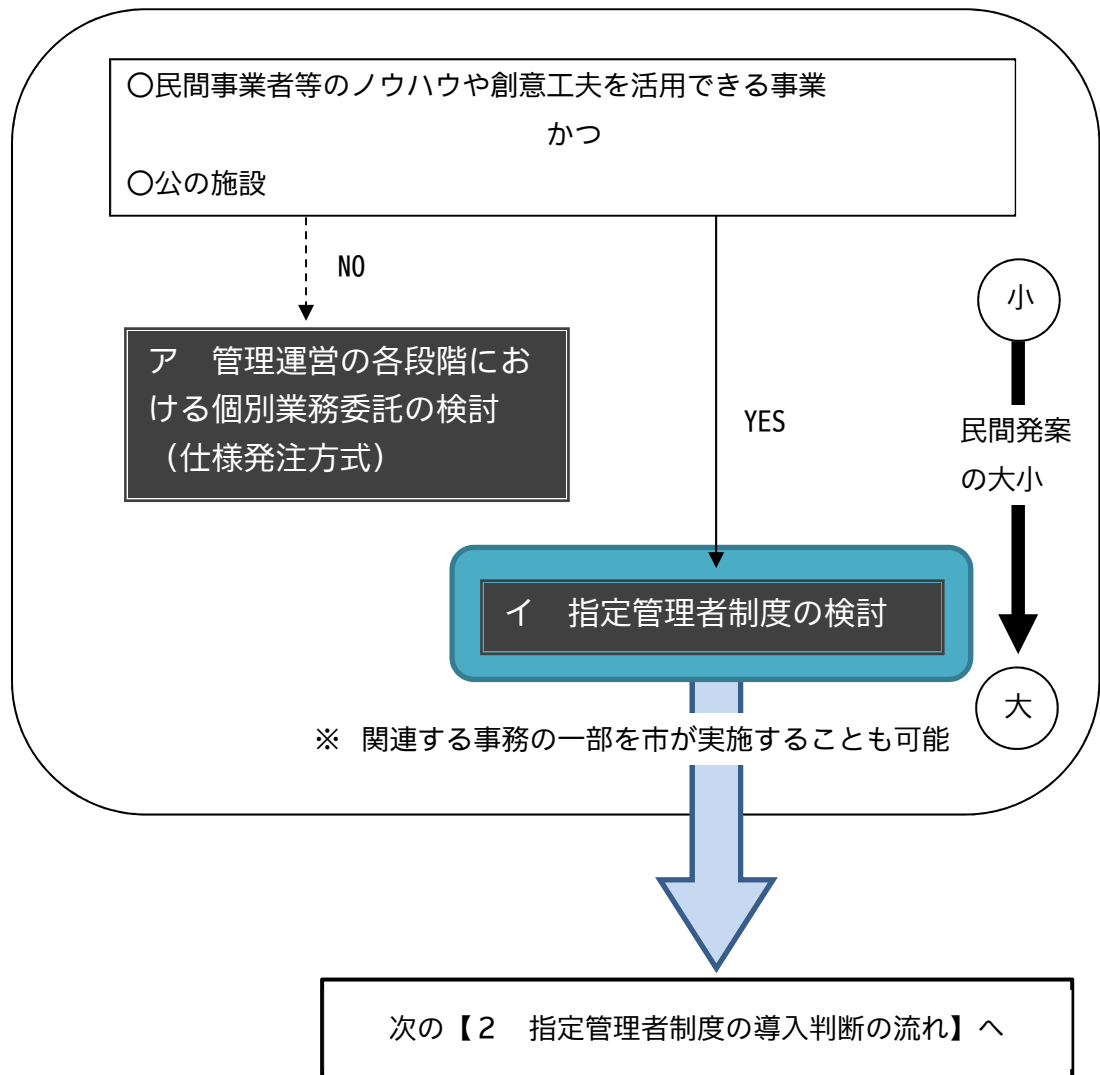 〇民間事業者等のノウハウや創意工夫を活用できる事業
かつ
〇公の施設
NO
ア　管理運営の各段階にお
ける個別業務委託の検討
（仕様発注方式）
YES
小
民間発案
の大小
大
イ　指定管理者制度の検討
※ 関連する事務の一部を市が実施することも可能
次の【２　指定管理者制度の導入判断の流れ】へ